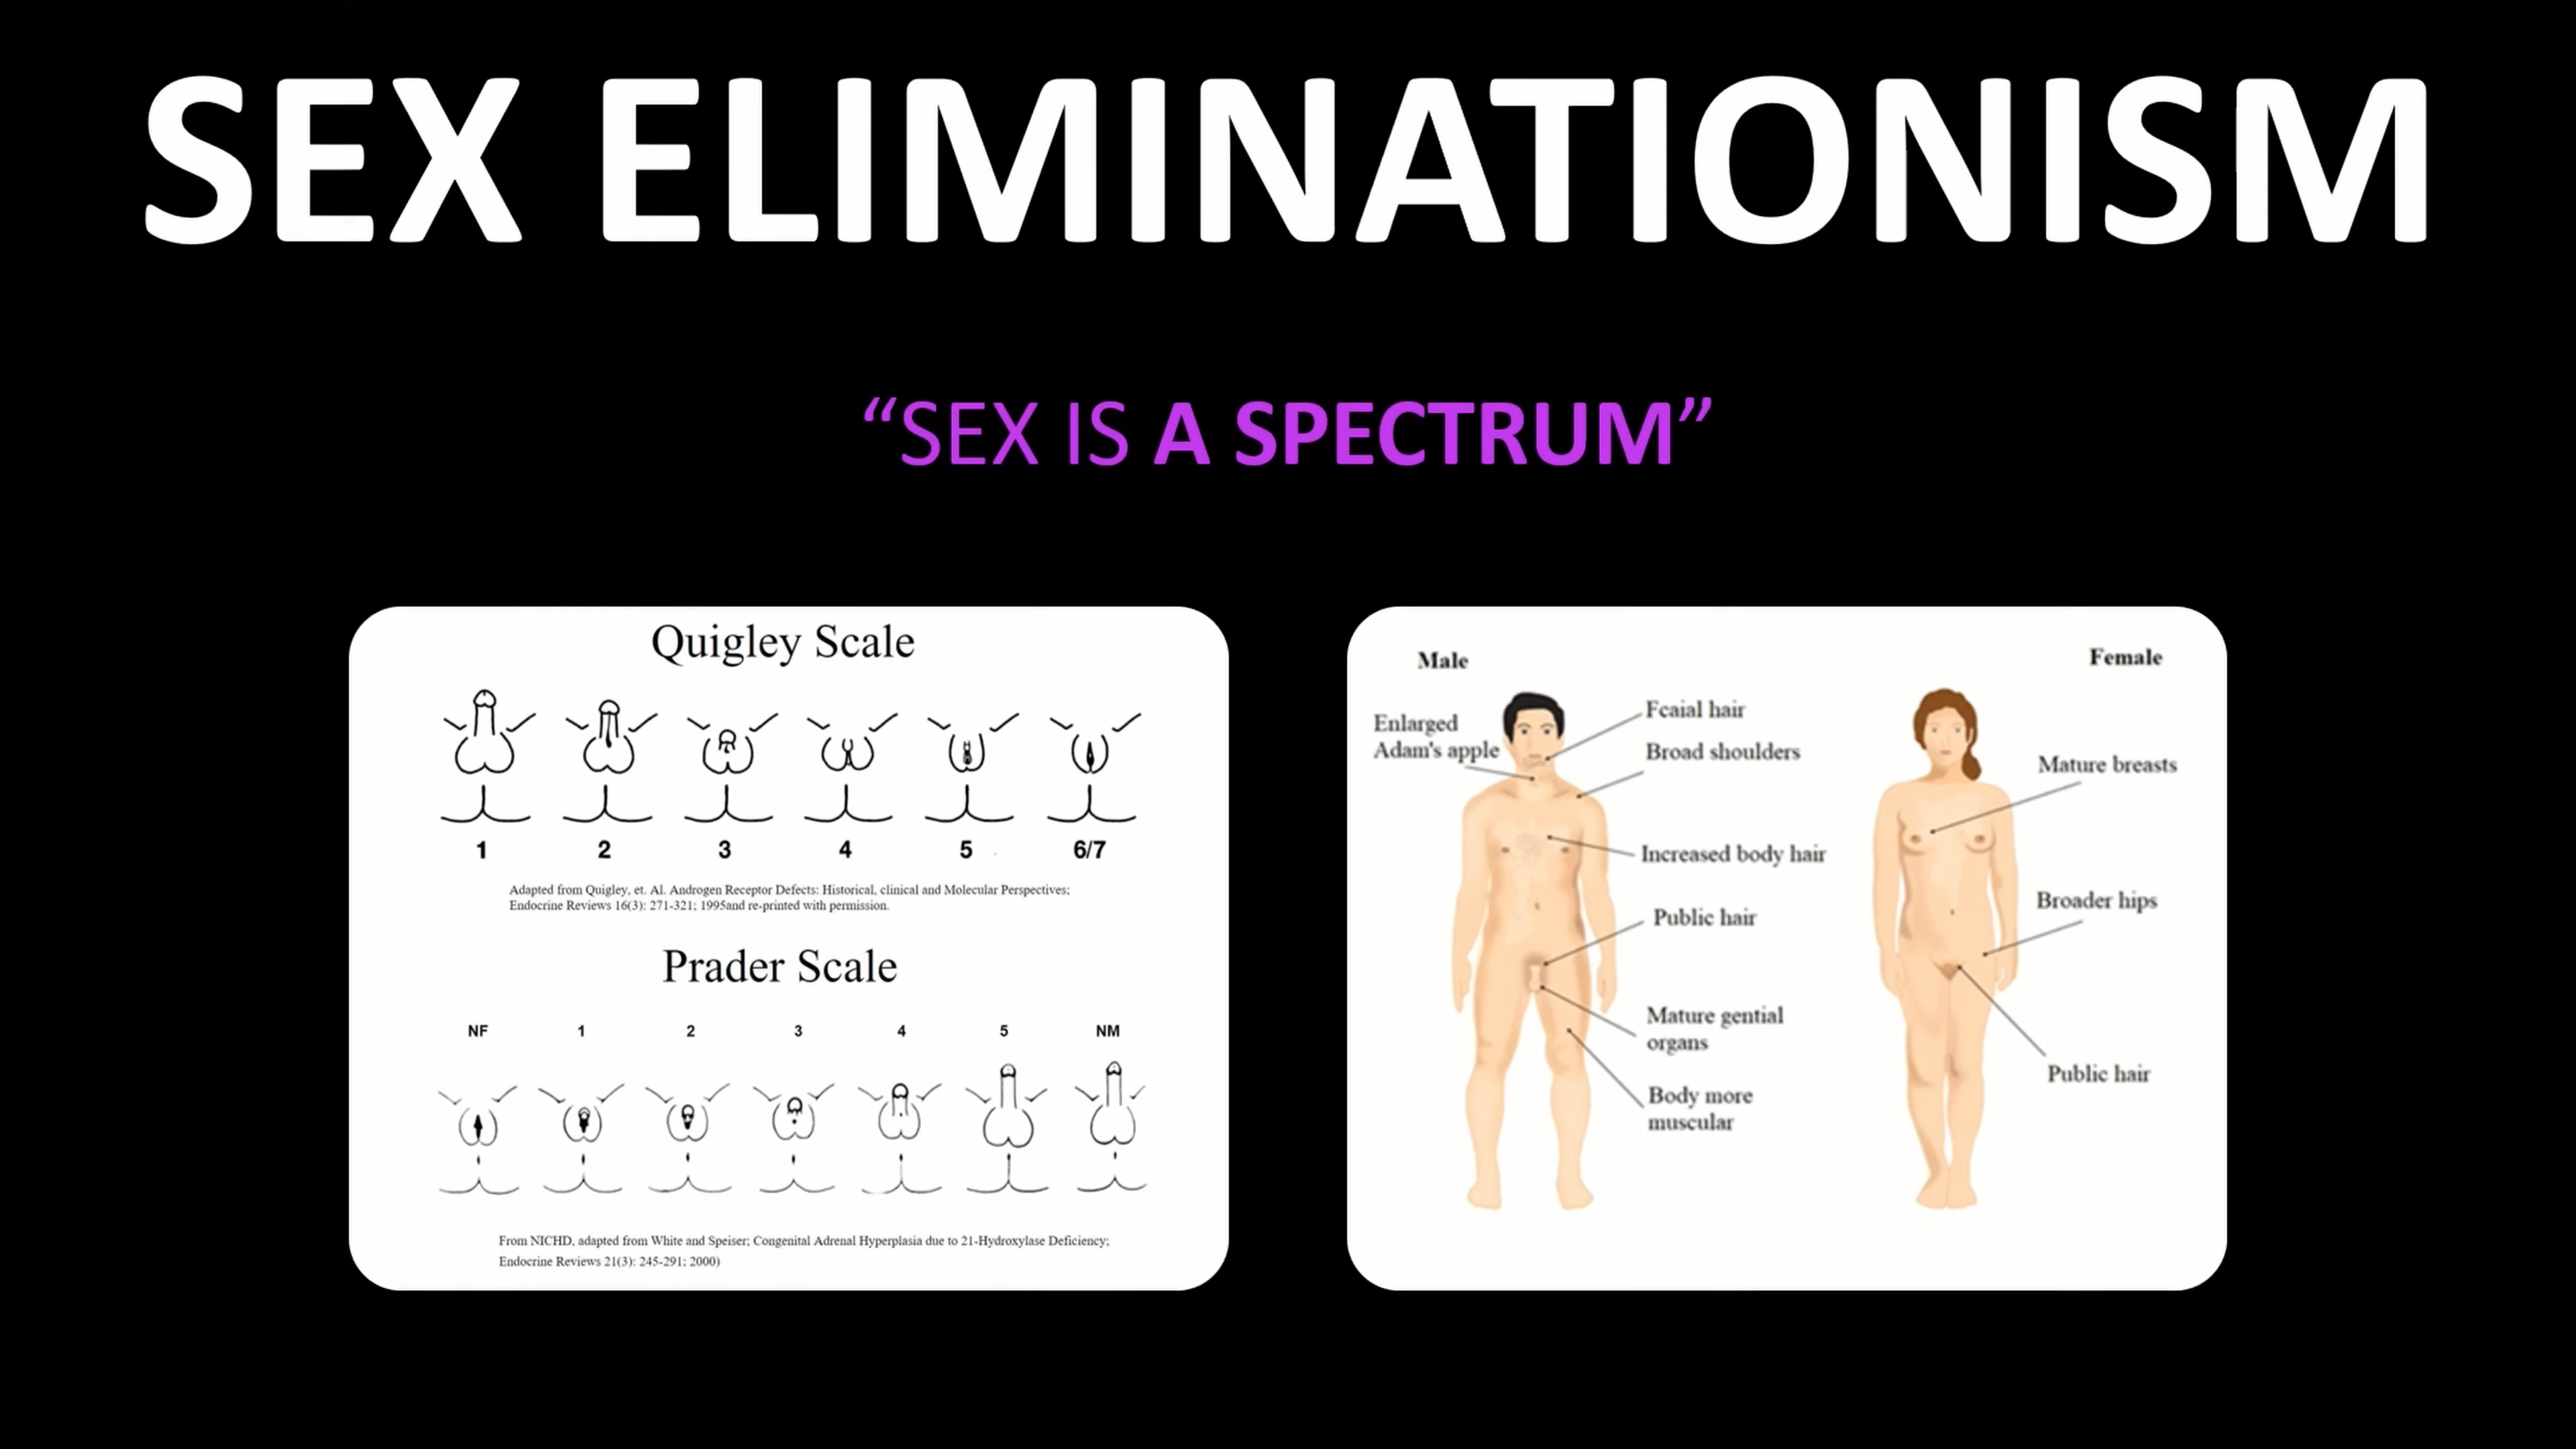 SEX ELIMINATIONISM
“SEX IS A SPECTRUM”
Quigley Scale
1 2 3 4 5 6/7
Adapted from Quigley, et. Al. Androgen Receptor Defects: Historical, clinical and Molecular Perspectives;
Endocrine Reviews 16(3): 271-321; 1995and re-printed with permission.
Prader Scale
NF 1 2 3 4 5 NM
From NICHD, adapted from White and Speiser; Congenital Adrenal Hyperplasia due to 21-Hydroxylase Deficiency;
Endocrine Reviews 21(3): 245-291; 2000)
Male
Enlarged
Adam's apple
Fcaial hair
Broad shoulders
Increased body hair
Public hair
Mature gential
organs
Body more
muscular
Female
Mature breasts
Broader hips
Public hair